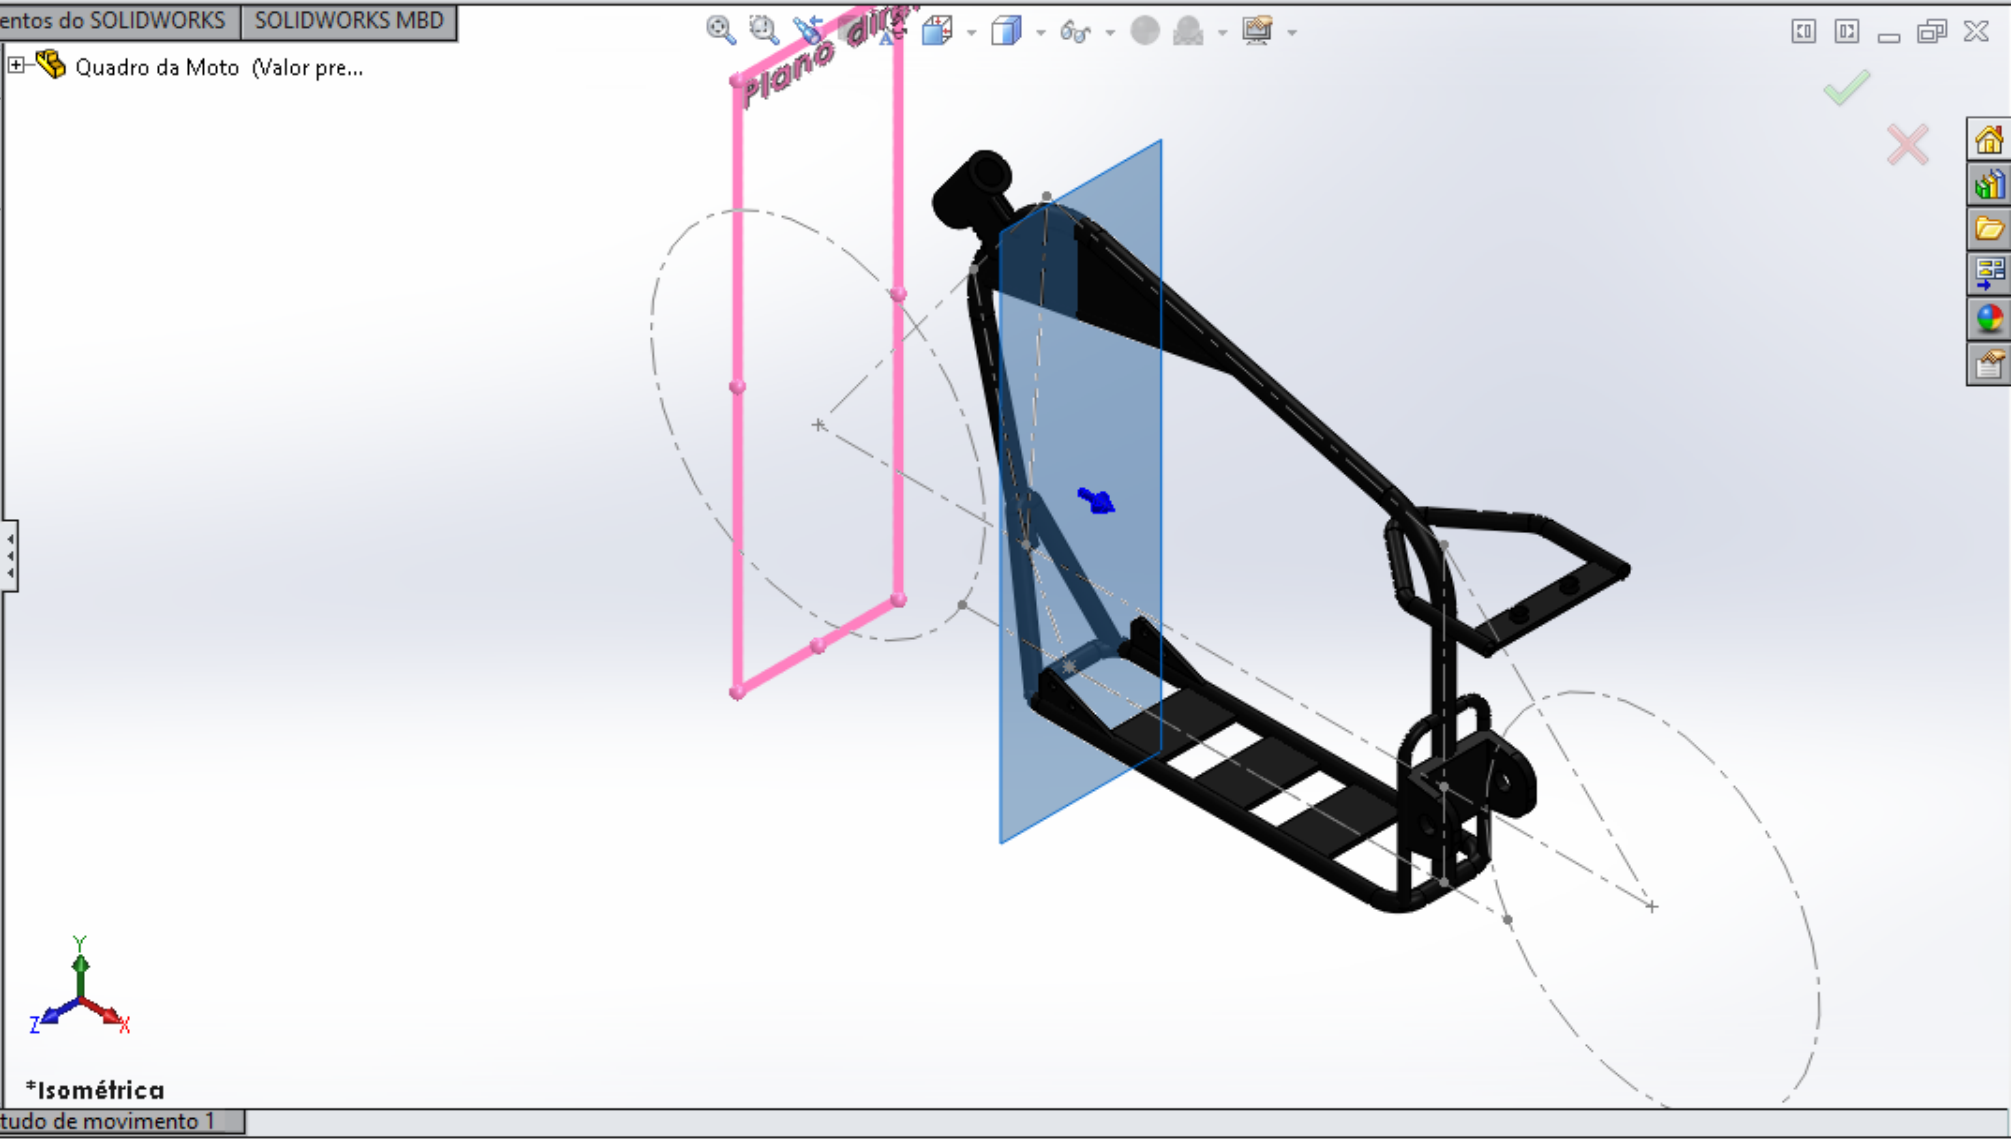 entos do SOLIDWORKS SOLIDWORKS MBD
Quadro da Moto (Valor pre...
Plano
Y
Z X
*Isométrica
tudo de movimento 1